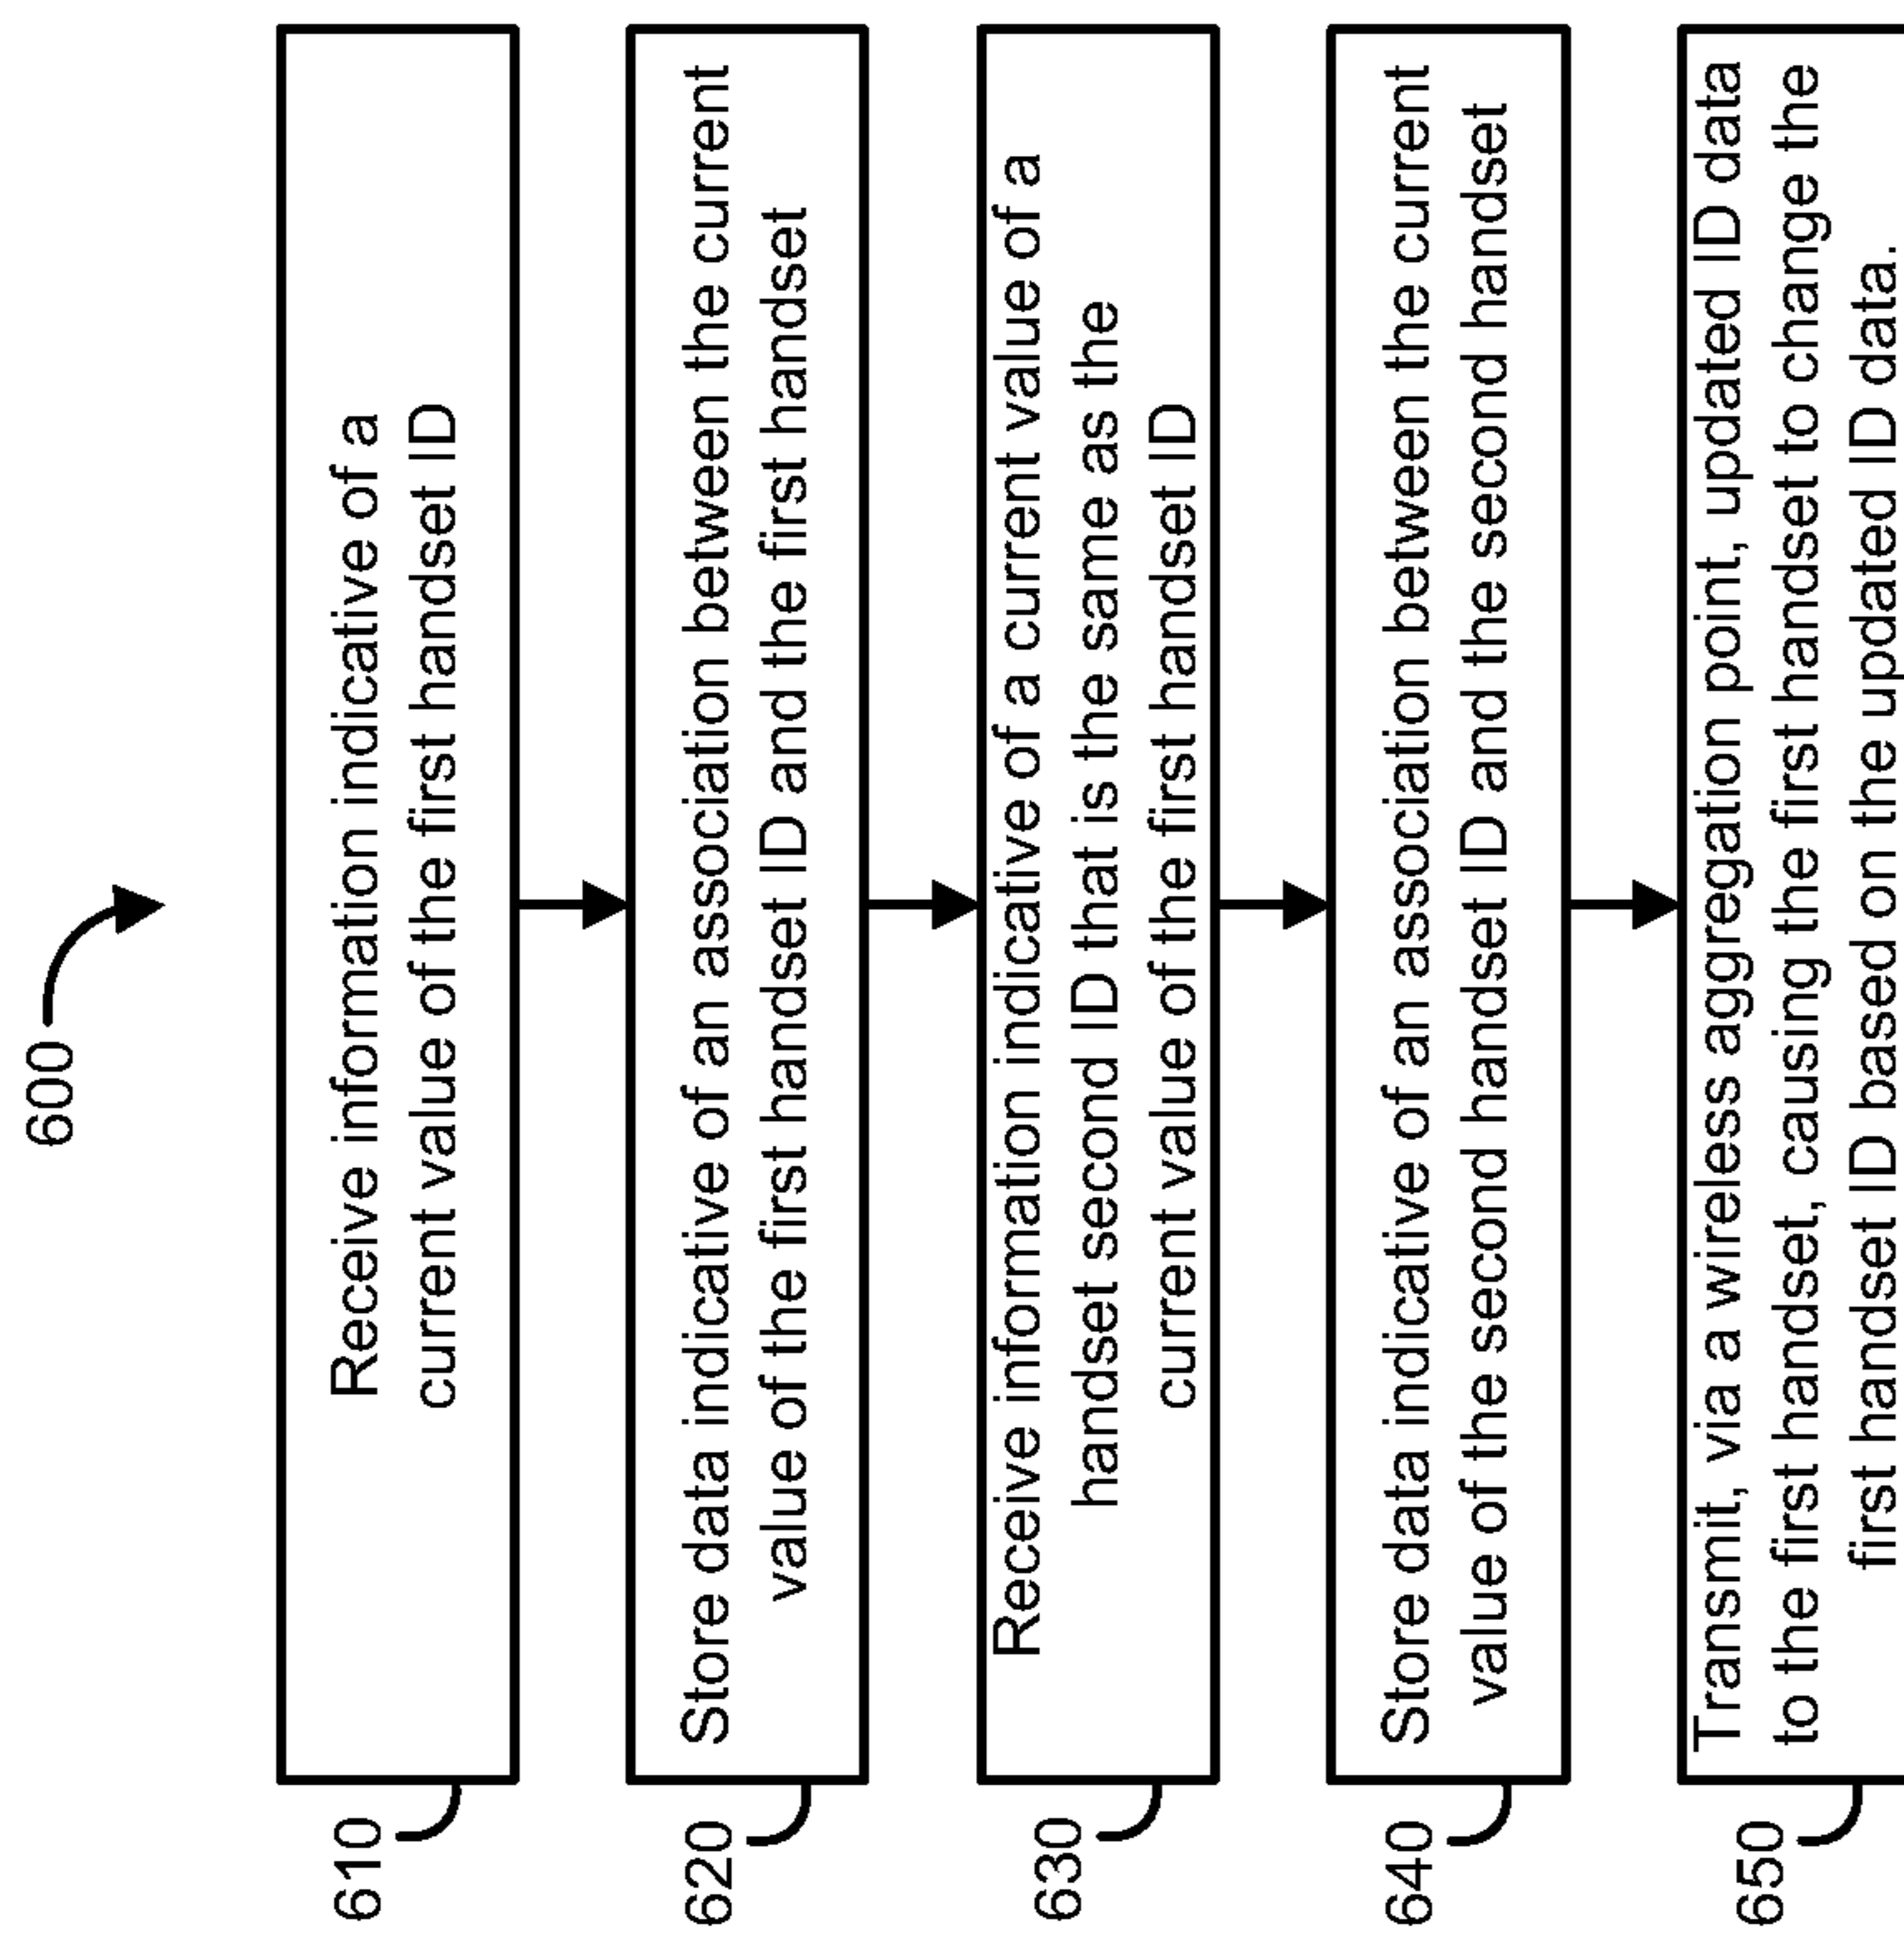 600
610
Receive information indicative of a
current value of the first handset ID
620
Store data indicative of an association between the current
value of the first handset ID and the first handset
630
Receive information indicative of a current value of a
handset second ID that is the same as the
current value of the first handset ID
640
Store data indicative of an association between the current
value of the second handset ID and the second handset
650
Transmit, via a wireless aggregation point, updated ID data
to the first handset, causing the first handset to change the
first handset ID based on the updated ID data.